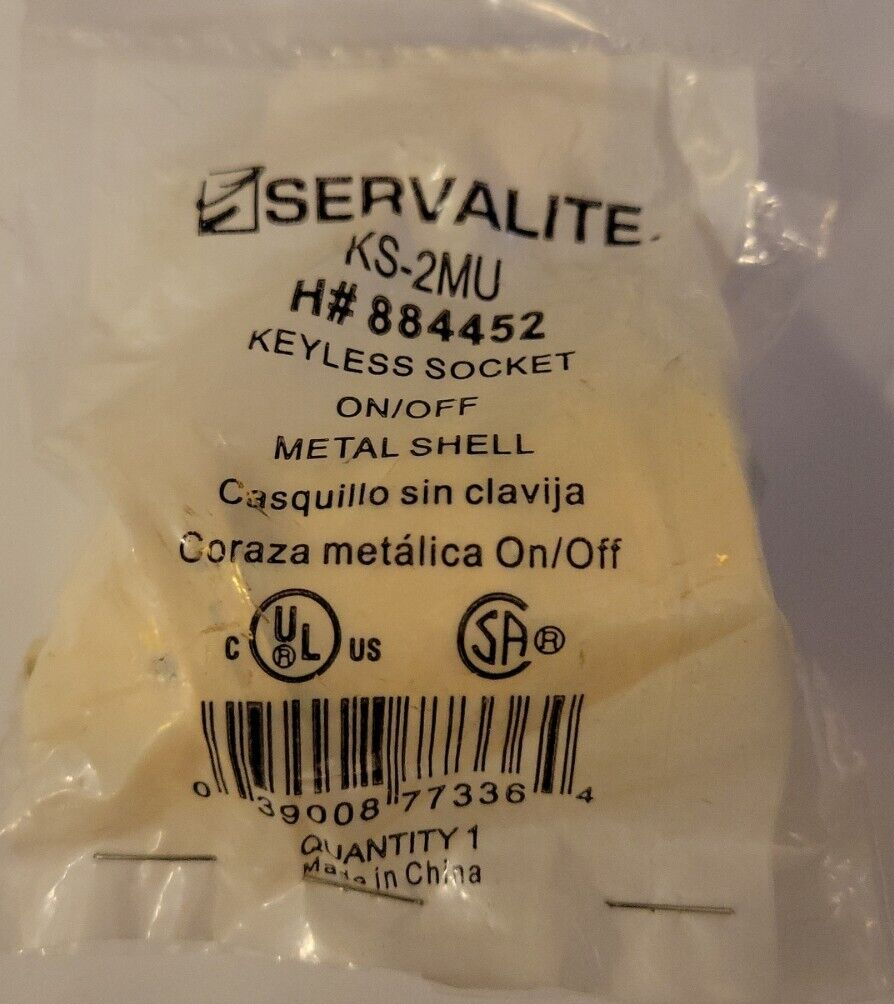 SERVALITE
KS-2MU
H# 884452
KEYLESS SOCKET
ON/OFF
METAL SHELL
Casquillo sin clavija
Coraza metálica On/Off
C UL® US SA®
0 39008 77336 4
QUANTITY 1
Made in China